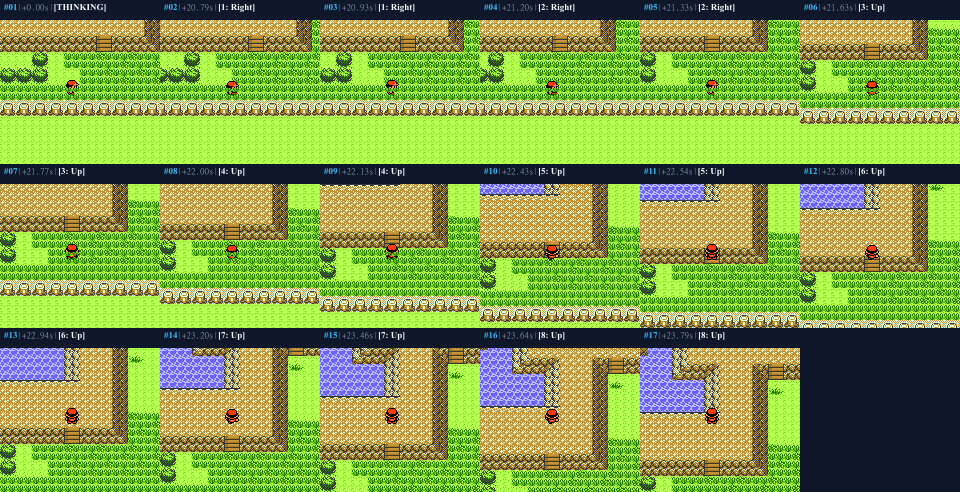 #01 | +0.00s | [THINKING]
#02 | +20.79s | [1: Right]
#03 | +20.93s | [1: Right]
#04 | +21.20s | [2: Right]
#05 | +21.33s | [2: Right]
#06 | +21.63s | [3: Up]
#07 | +21.77s | [3: Up]
#08 | +22.00s | [4: Up]
#09 | +22.13s | [4: Up]
#10 | +22.43s | [5: Up]
#11 | +22.53s | [5: Up]
#12 | +22.80s | [6: Up]
#13 | +22.94s | [6: Up]
#14 | +23.20s | [7: Up]
#15 | +23.46s | [7: Up]
#16 | +23.64s | [8: Up]
#17 | +23.79s | [8: Up]